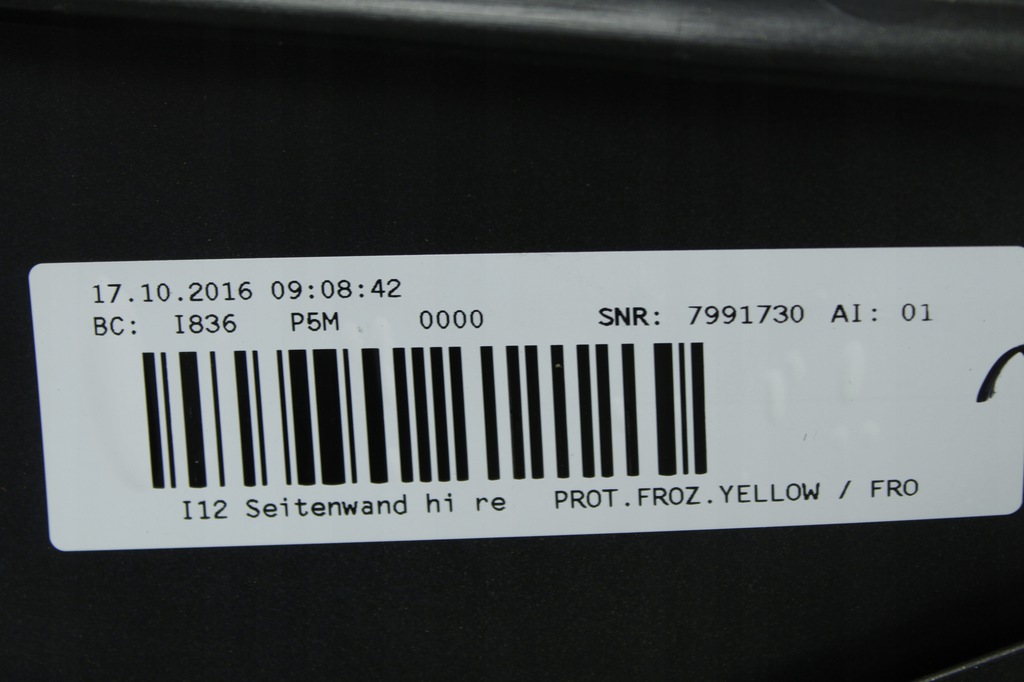 17.10.2016 09:08:42
BC: I836 P5M 0000 SNR: 7991730 AI: 01
I12 Seitenwand hi re PROT.FROZ.YELLOW / FRO